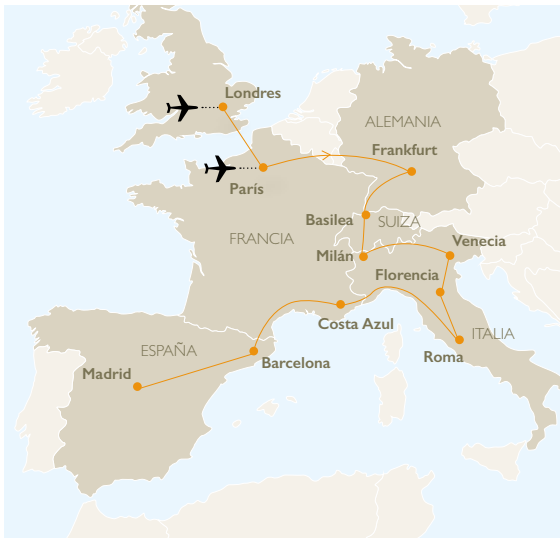 Londres
ALEMANIA
Frankfurt
París
Basilea
SUIZA
FRANCIA
Venecia
Milán
Florencia
Costa Azul
ITALIA
ESPAÑA
Roma
Barcelona
Madrid